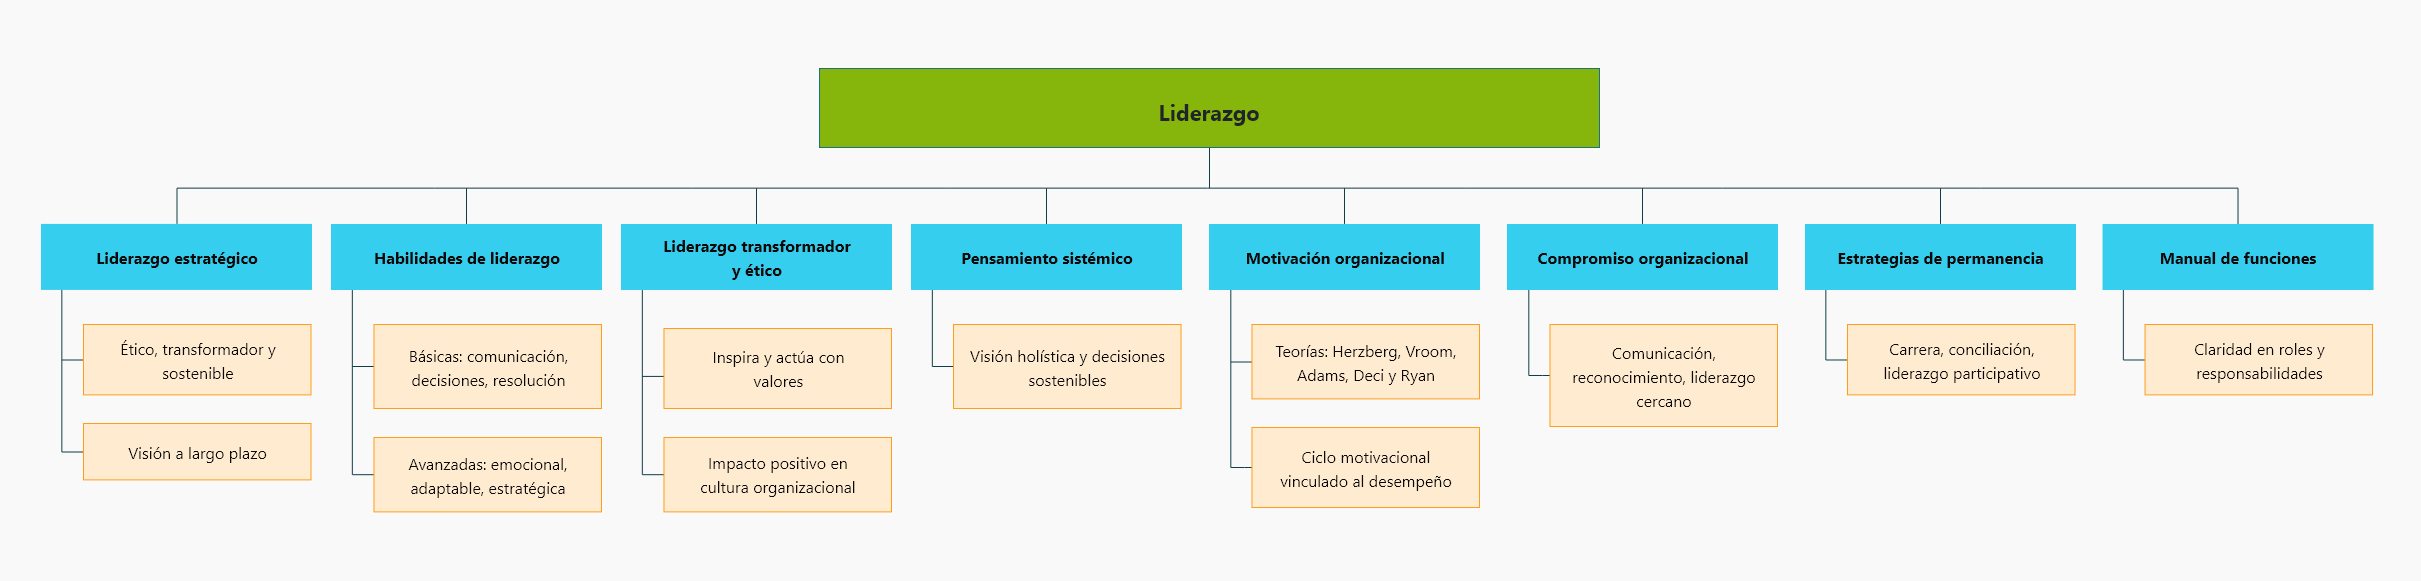 Liderazgo
Liderazgo estratégico
Ético, transformador y
sostenible
Visión a largo plazo
Habilidades de liderazgo
Básicas: comunicación,
decisiones, resolución
Avanzadas: emocional,
adaptable, estratégica
Liderazgo transformador
y ético
Inspira y actúa con
valores
Impacto positivo en
cultura organizacional
Pensamiento sistémico
Visión holística y decisiones
sostenibles
Motivación organizacional
Teorías: Herzberg, Vroom,
Adams, Deci y Ryan
Ciclo motivacional
vinculado al desempeño
Compromiso organizacional
Comunicación,
reconocimiento, liderazgo
cercano
Estrategias de permanencia
Carrera, conciliación,
liderazgo participativo
Manual de funciones
Claridad en roles y
responsabilidades